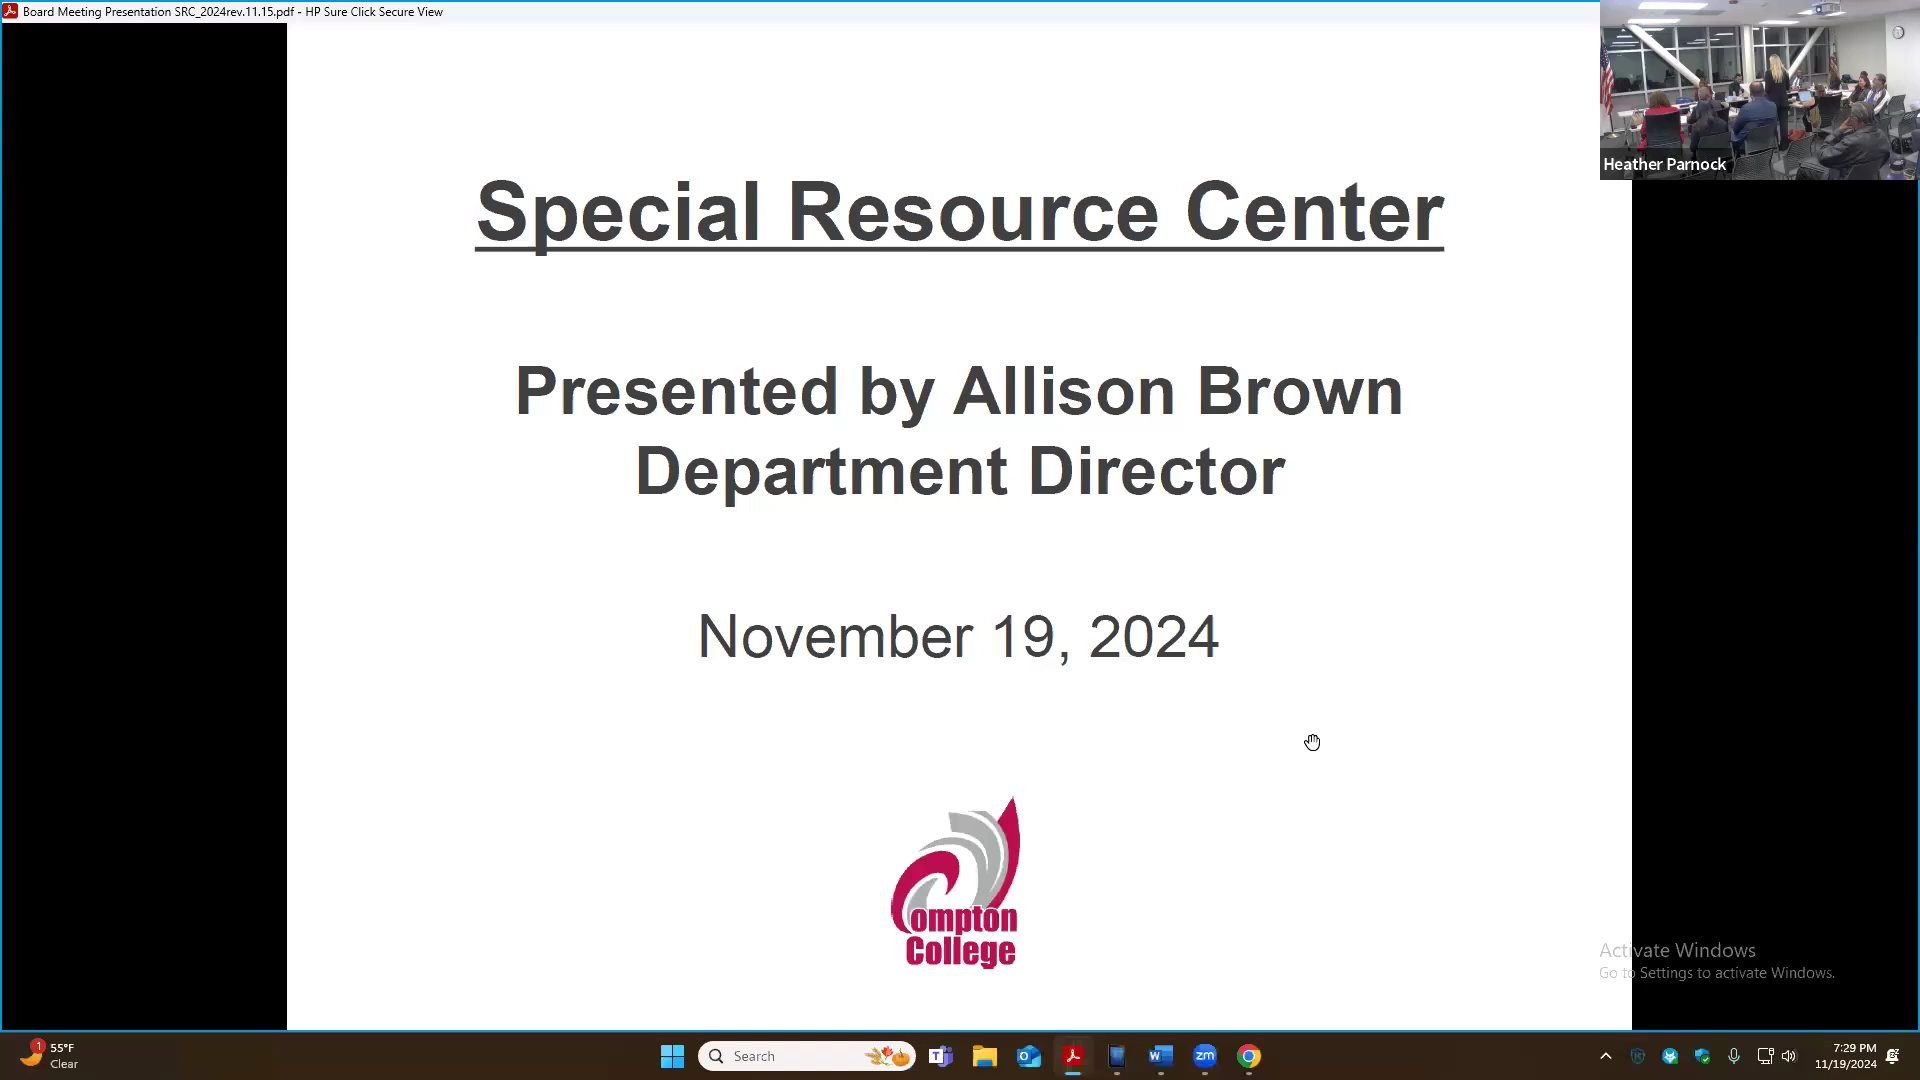 Board Meeting Presentation SRC_2024rev.11.15.pdf - HP Sure Click Secure View
Heather Parnock
Special Resource Center
Presented by Allison Brown
Department Director
November 19, 2024
ompton
College
Activate Windows
Go to Settings to activate Windows.
1
55°F
Clear
Search
zm
7:29 PM
11/19/2024